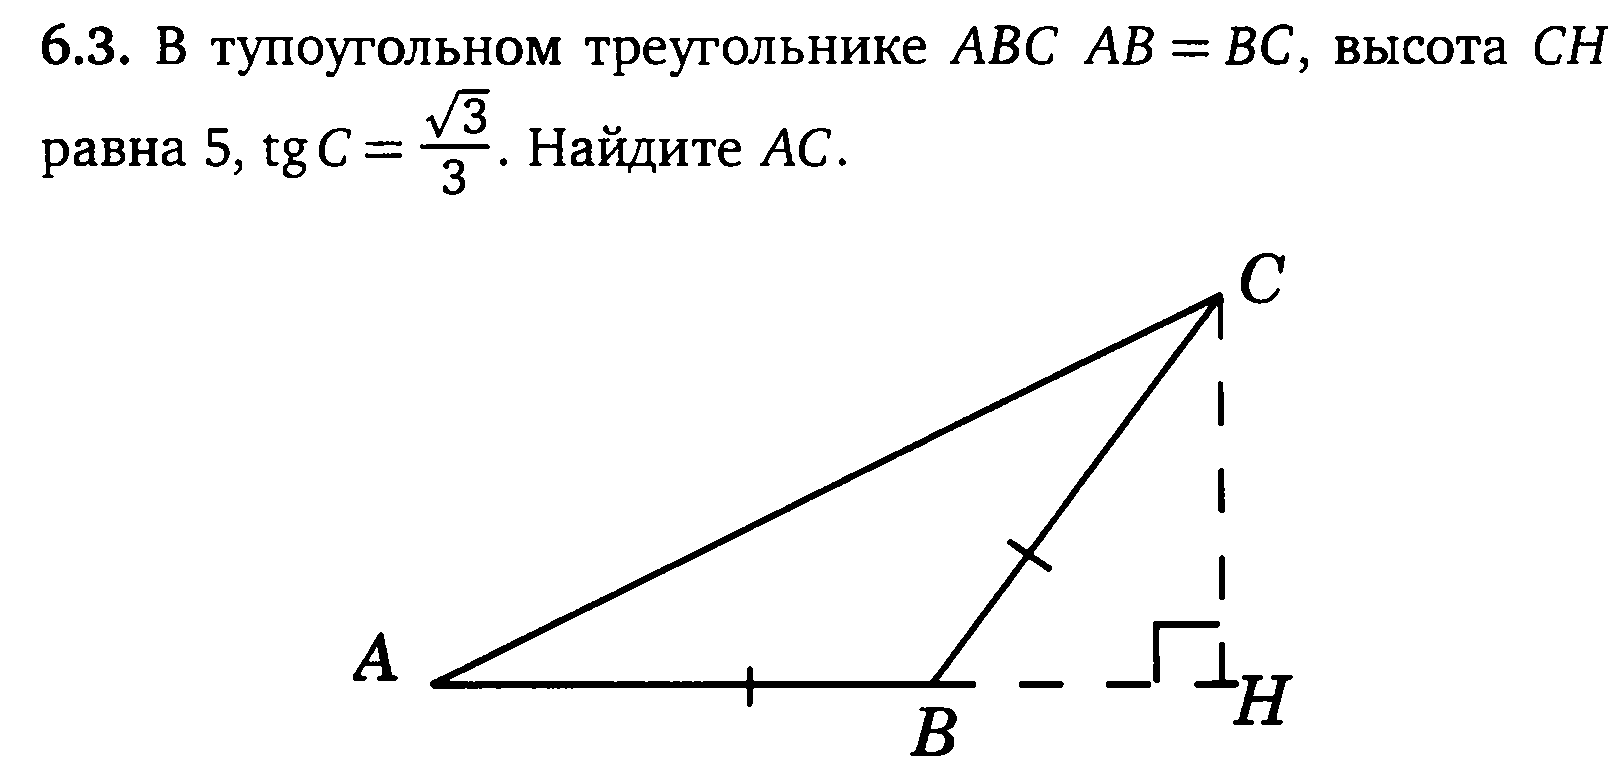 6.3. В тупоугольном треугольнике ABC AB = BC, высота CH
равна 5, tg C = √3/3. Найдите AC.
C
A
B
H